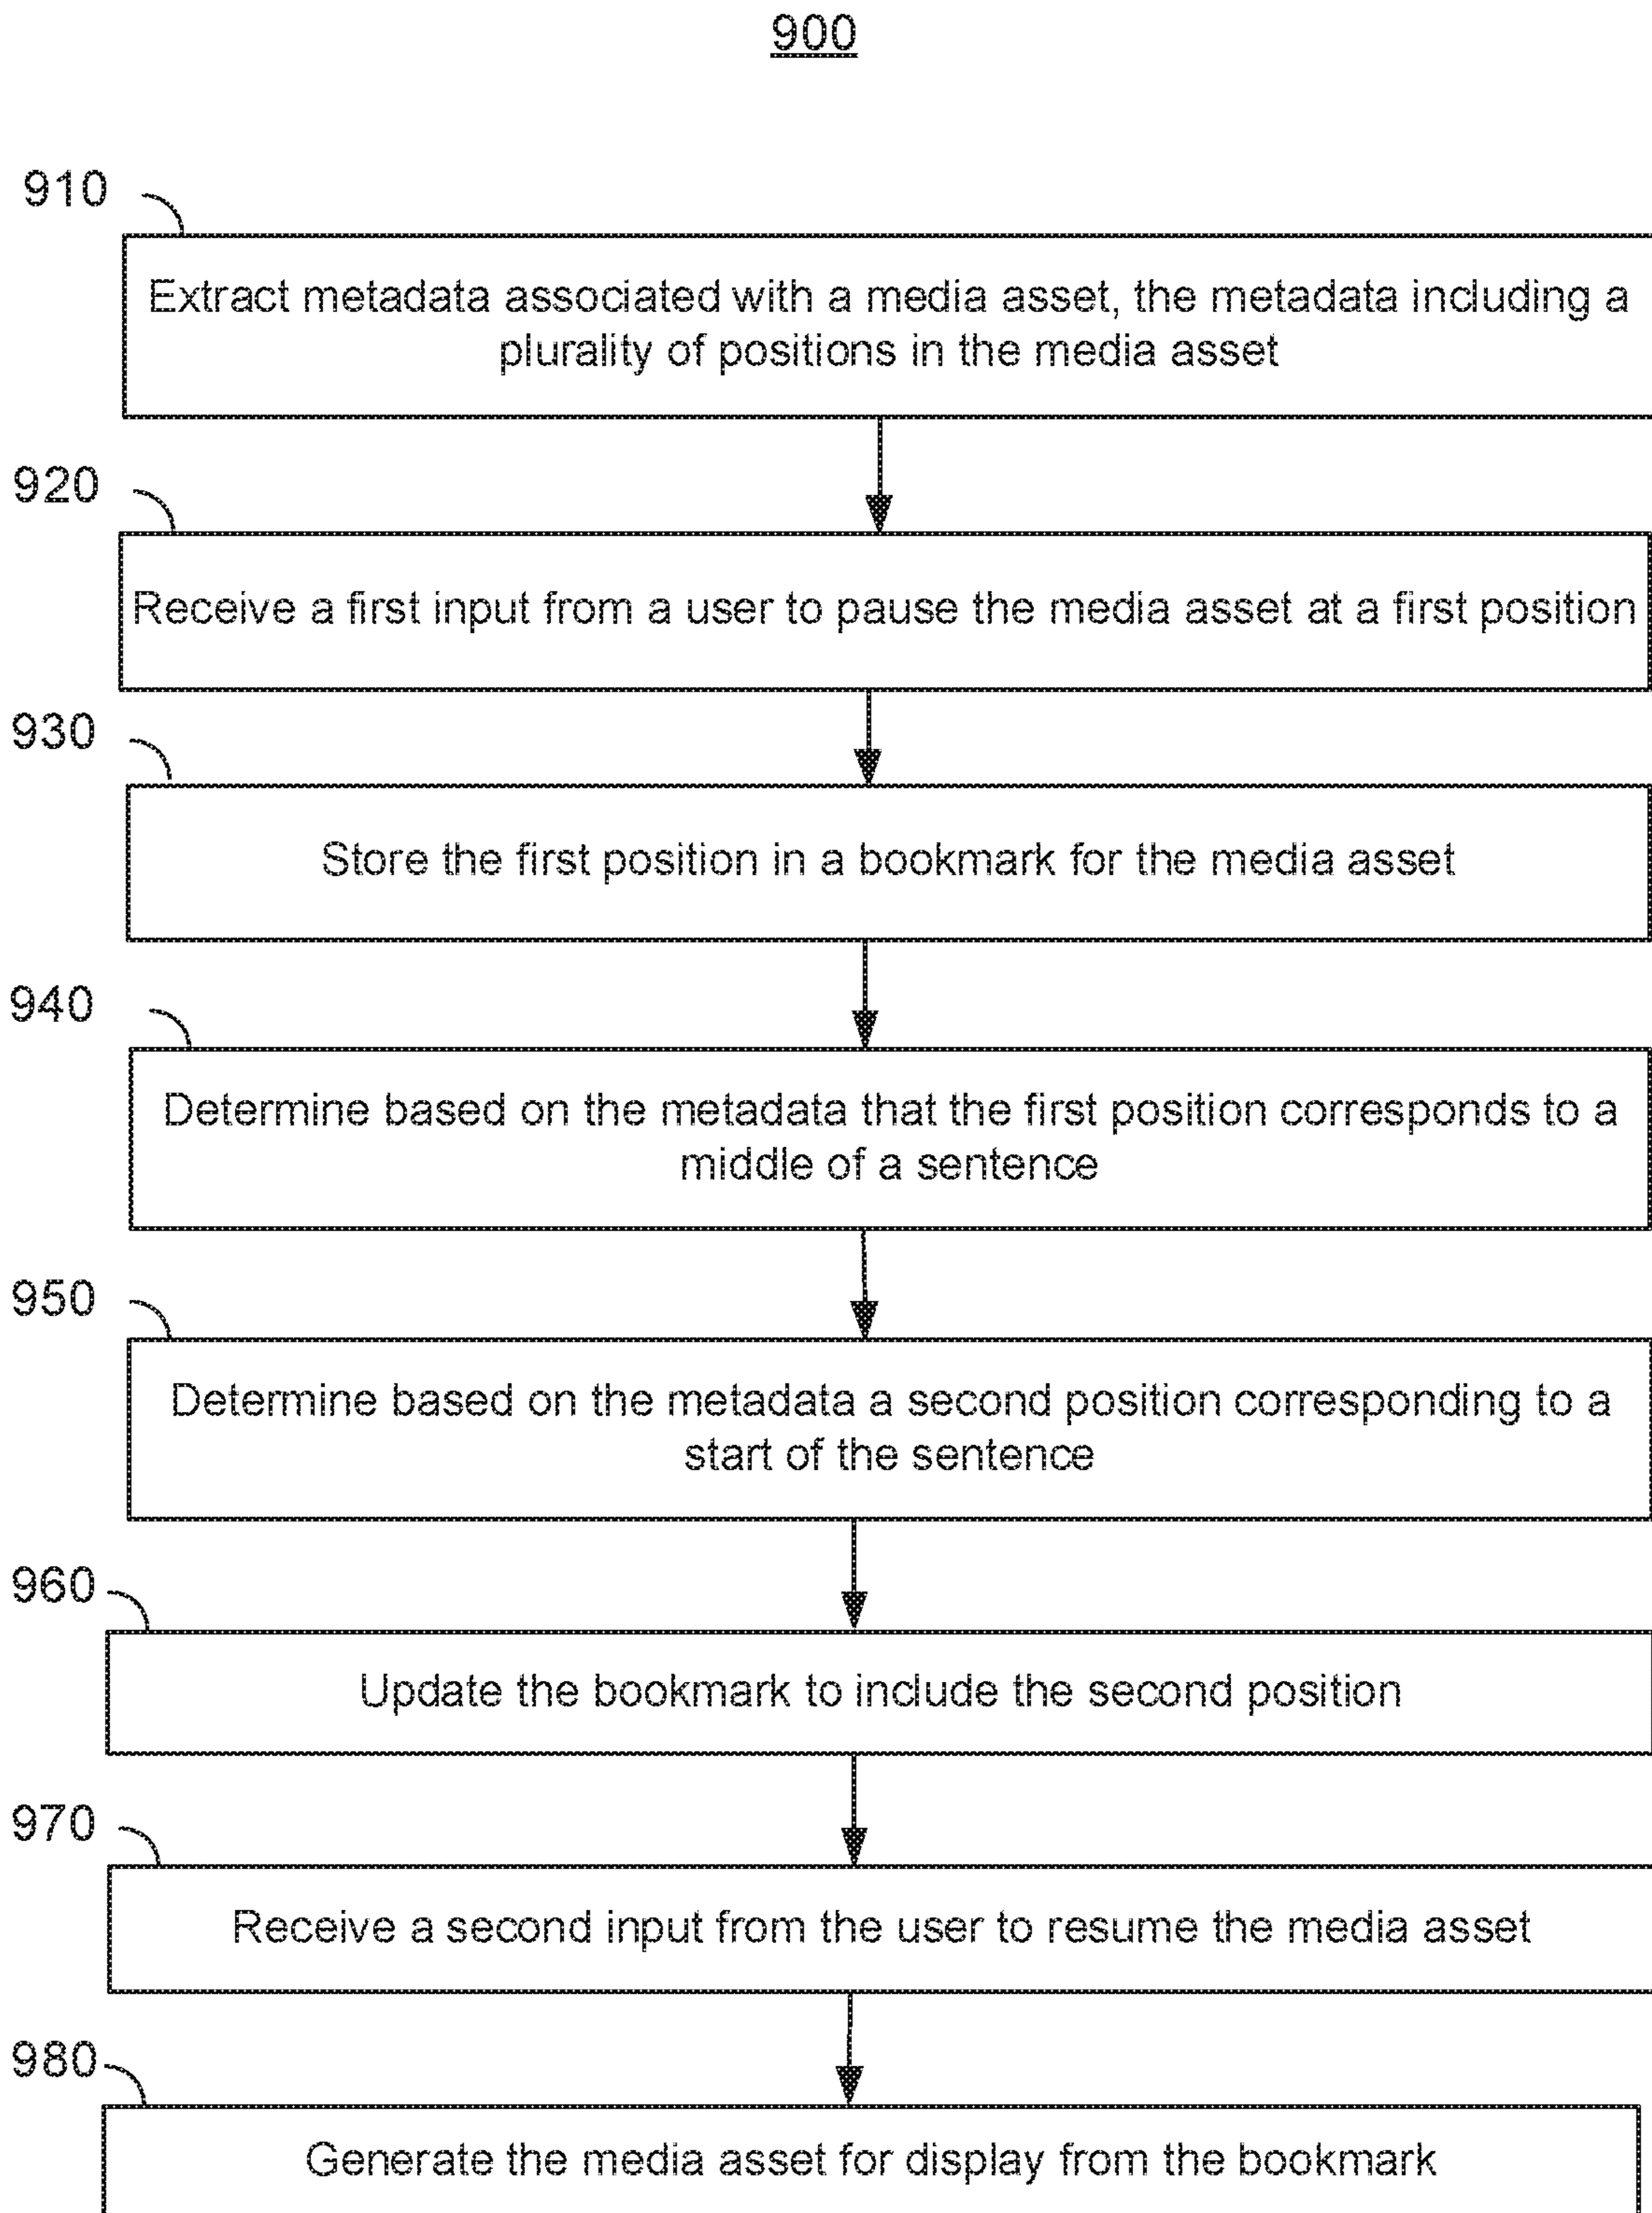 900
910
Extract metadata associated with a media asset, the metadata including a
plurality of positions in the media asset
920
Receive a first input from a user to pause the media asset at a first position
930
Store the first position in a bookmark for the media asset
940
Determine based on the metadata that the first position corresponds to a
middle of a sentence
950
Determine based on the metadata a second position corresponding to a
start of the sentence
960
Update the bookmark to include the second position
970
Receive a second input from the user to resume the media asset
980
Generate the media asset for display from the bookmark